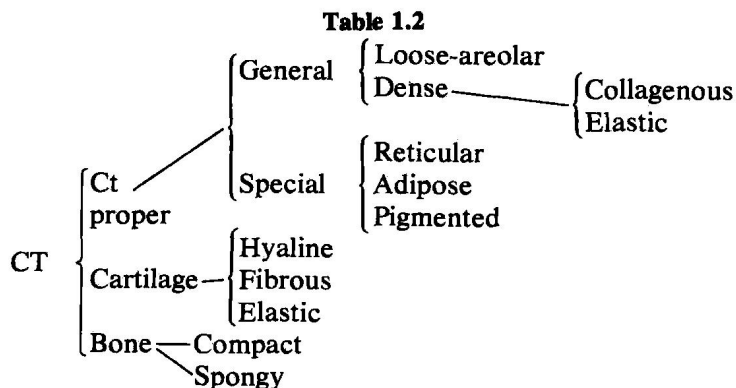 Table 1.2
General
Loose-areolar
Dense
Collagenous
Elastic
Special
Reticular
Adipose
Pigmented
CT
Ct
proper
Cartilage
Hyaline
Fibrous
Elastic
Bone
Compact
Spongy